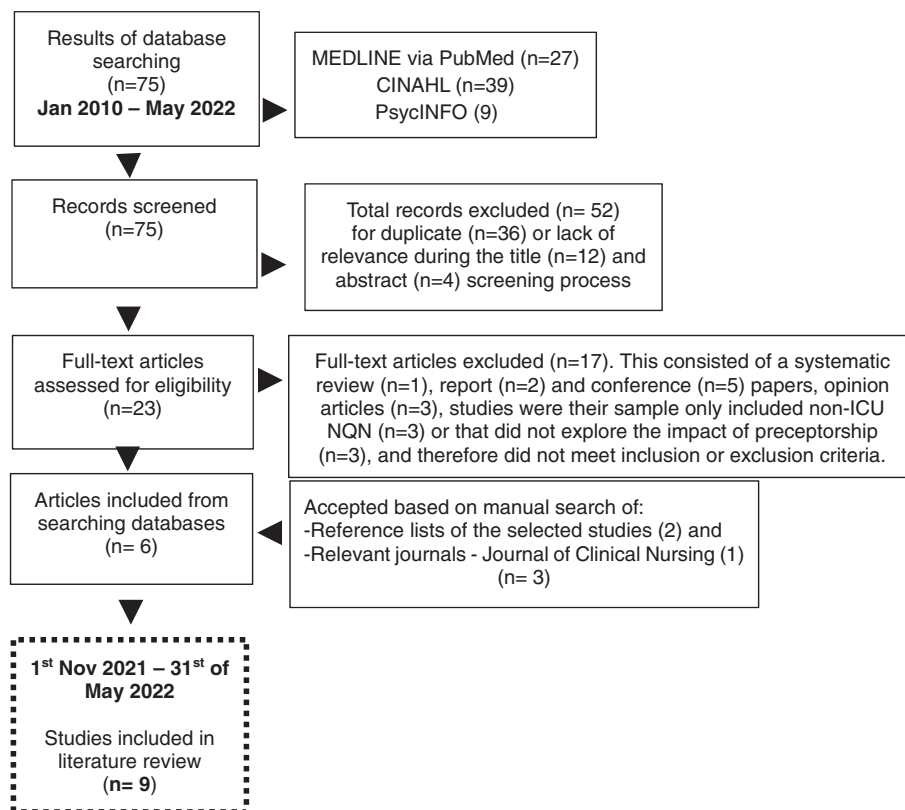 Results of database
searching
(n=75)
Jan 2010 – May 2022
MEDLINE via PubMed (n=27)
CINAHL (n=39)
PsycINFO (9)
Records screened
(n=75)
Total records excluded (n= 52)
for duplicate (n=36) or lack of
relevance during the title (n=12) and
abstract (n=4) screening process
Full-text articles
assessed for eligibility
(n=23)
Full-text articles excluded (n=17). This consisted of a systematic
review (n=1), report (n=2) and conference (n=5) papers, opinion
articles (n=3), studies were their sample only included non-ICU
NQN (n=3) or that did not explore the impact of preceptorship
(n=3), and therefore did not meet inclusion or exclusion criteria.
Articles included from
searching databases
(n= 6)
Accepted based on manual search of:
-Reference lists of the selected studies (2) and
-Relevant journals - Journal of Clinical Nursing (1)
(n= 3)
1st Nov 2021 – 31st of
May 2022
Studies included in
literature review
(n= 9)